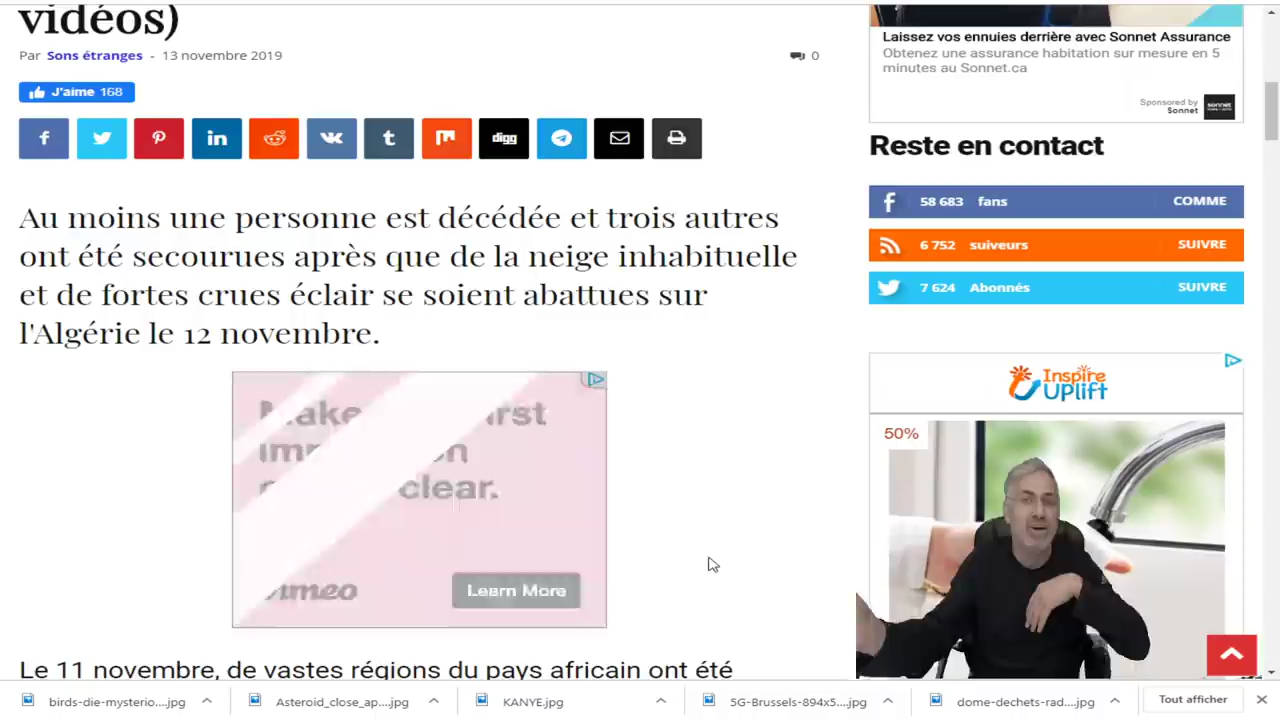 vidéos)
Par Sons étranges - 13 novembre 2019
0
J'aime 168
digg
Au moins une personne est décédée et trois autres
ont été secourues après que de la neige inhabituelle
et de fortes crues éclair se soient abattues sur
l'Algérie le 12 novembre.
clear.
Learn More
Le 11 novembre, de vastes régions du pays africain ont été
Laissez vos ennuies derrière avec Sonnet Assurance
Obtenez une assurance habitation sur mesure en 5
minutes au Sonnet.ca
Sponsored by
Sonnet
sonnet
Reste en contact
58 683 fans COMME
6 752 suiveurs SUIVRE
7 624 Abonnés SUIVRE
Inspire
Uplift
50%
birds-die-mysterio....jpg
Asteroid_close_ap....jpg
KANYE.jpg
5G-Brussels-894x5....jpg
dome-dechets-rad....jpg
Tout afficher